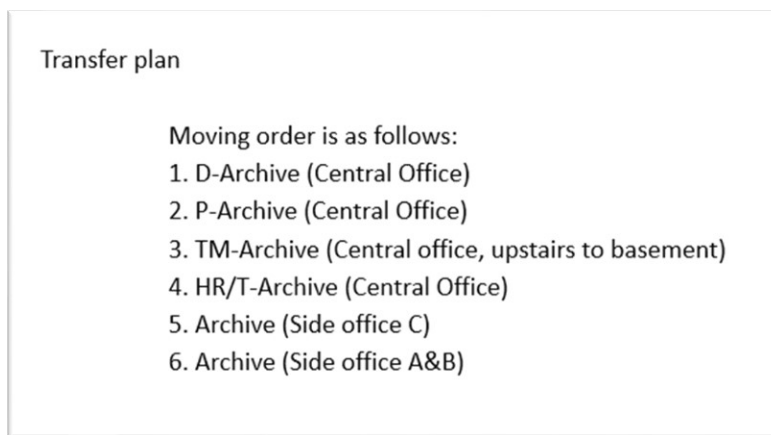 Transfer plan
Moving order is as follows:
1. D-Archive (Central Office)
2. P-Archive (Central Office)
3. TM-Archive (Central office, upstairs to basement)
4. HR/T-Archive (Central Office)
5. Archive (Side office C)
6. Archive (Side office A&B)